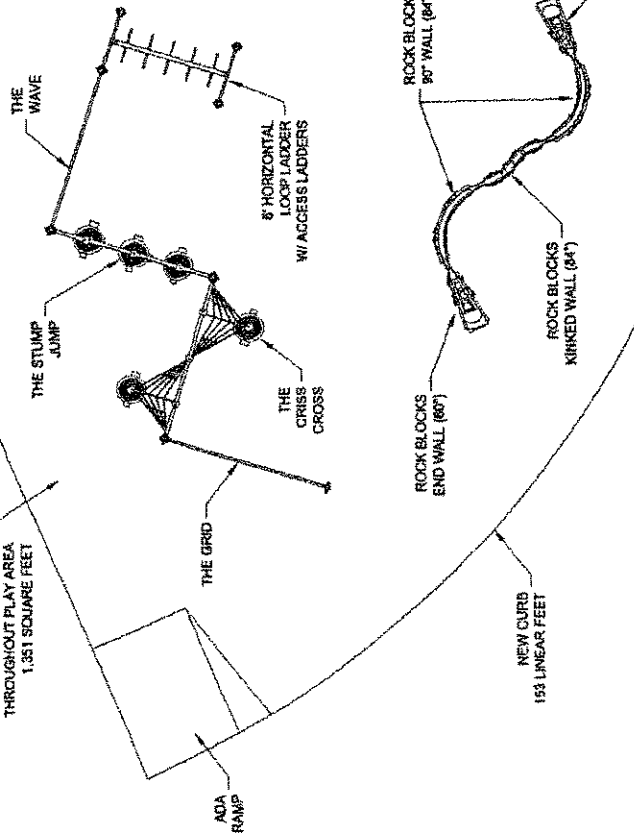 THE
WAVE
THE STUMP
JUMP
8' HORIZONTAL
LOOP LADDER
W/ ACCESS LADDERS
THROUGHOUT PLAY AREA
1,351 SQUARE FEET
THE
CRISS
CROSS
THE GRID
ROCK BLOCK
90° WALL (84"
ROCK BLOCKS
END WALL (60")
ROCK BLOCKS
KINKED WALL (84")
ADA
RAMP
NEW CURB
153 LINEAR FEET